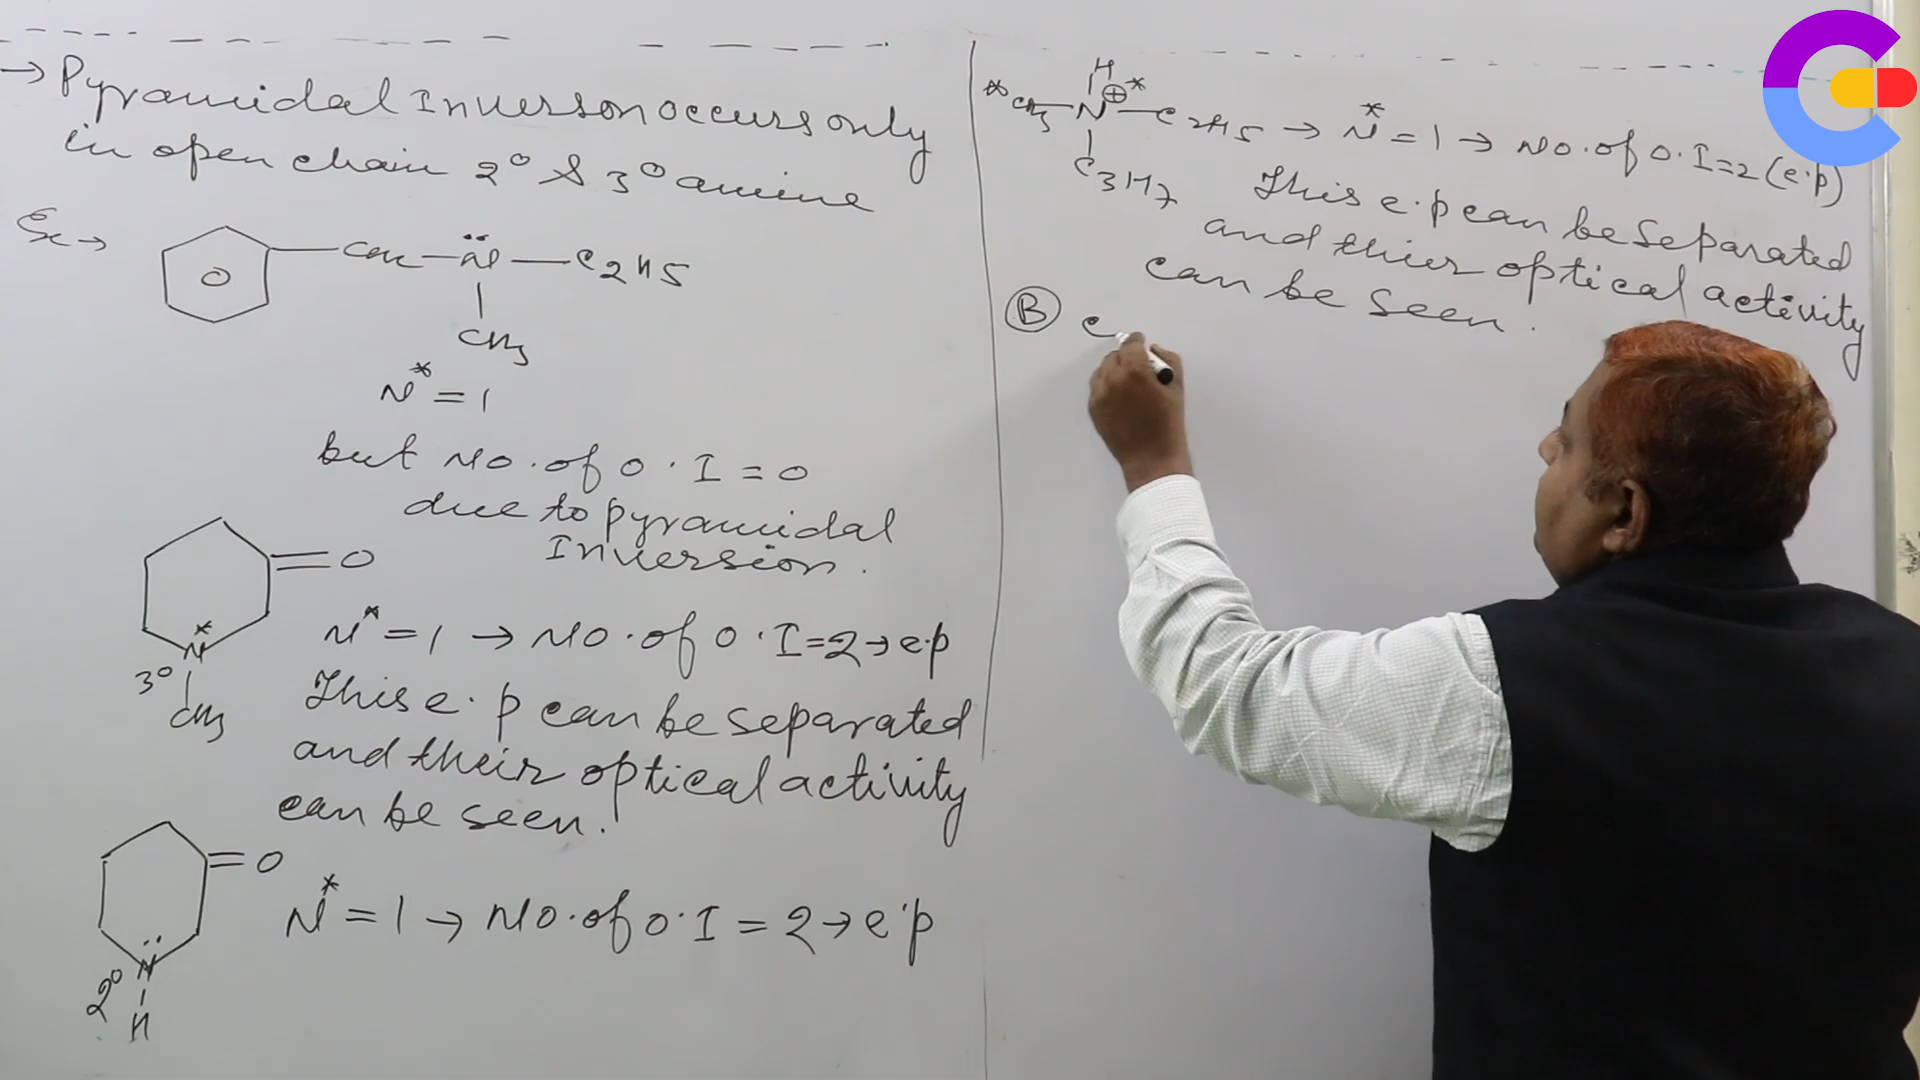 → Pyramidal Inverson occurs only
in open chain 2° & 3° amine
Ex →
N̈ — C2H5
CH3
N* = 1
but No. of O. I = 0
due to pyramidal
Inversion.
= O
N*
3°
CH3
N* = 1 → No. of O. I = 2 → e.p
This e. p can be separated
and their optical activity
can be seen.
= O
N̈
2°
H
N* = 1 → No. of O. I = 2 → e.p
H
* CH3 — N ⊕* — C2H5 → N* = 1 → No. of O. I = 2 (e.p)
C3H7
This e. p can be separated
and thier optical activity
can be seen.
Ⓑ c